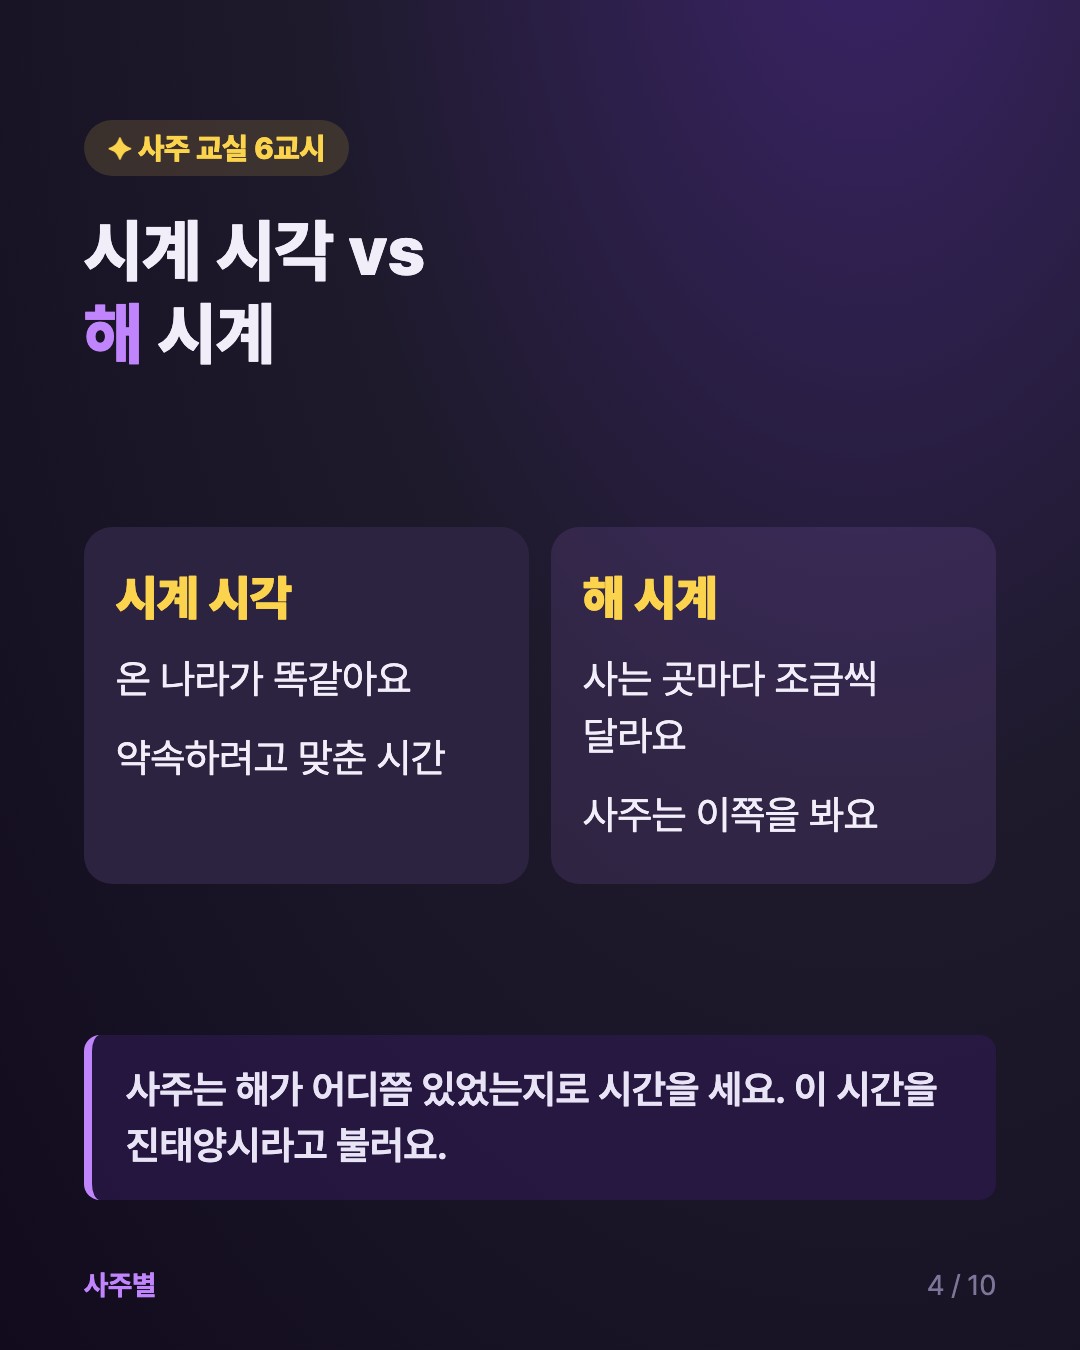 ✦ 사주 교실 6교시
시계 시각 vs
해 시계
시계 시각
온 나라가 똑같아요
약속하려고 맞춘 시간
해 시계
사는 곳마다 조금씩
달라요
사주는 이쪽을 봐요
사주는 해가 어디쯤 있었는지로 시간을 세요. 이 시간을
진태양시라고 불러요.
사주별
4 / 10